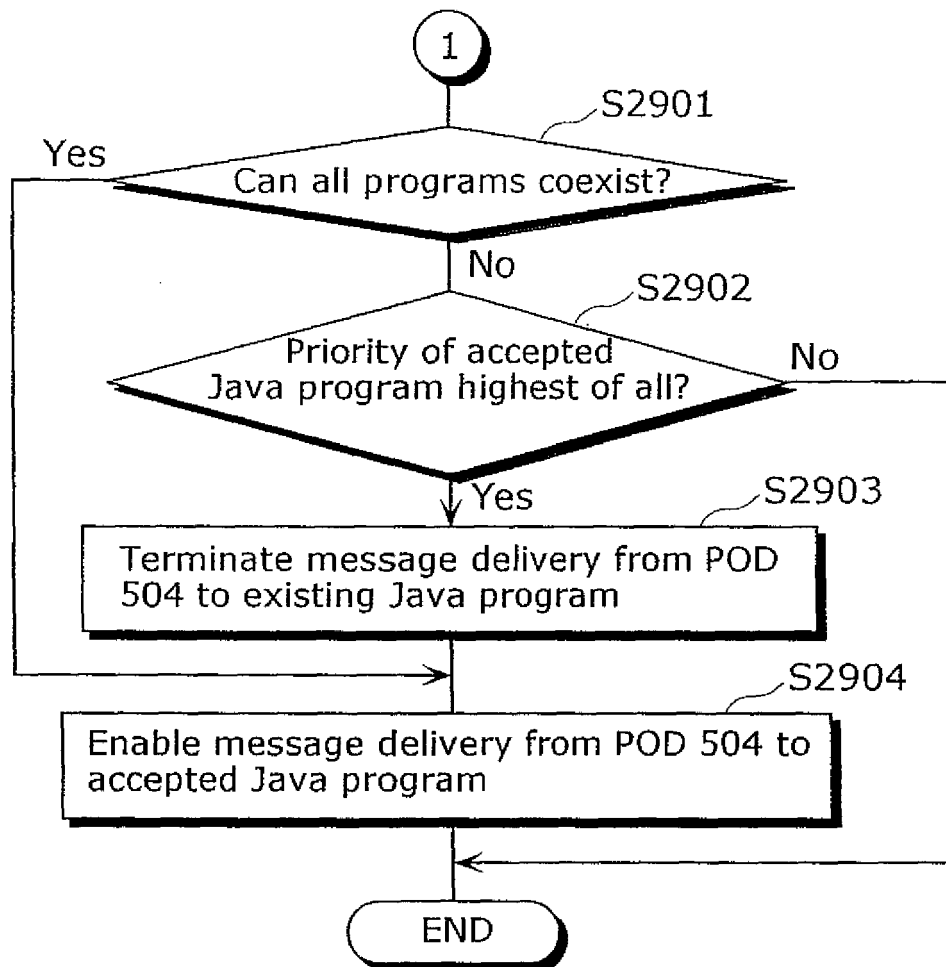 1
S2901
Yes
Can all programs coexist?
No
S2902
Priority of accepted
Java program highest of all?
No
Yes
S2903
Terminate message delivery from POD
504 to existing Java program
S2904
Enable message delivery from POD 504 to
accepted Java program
END